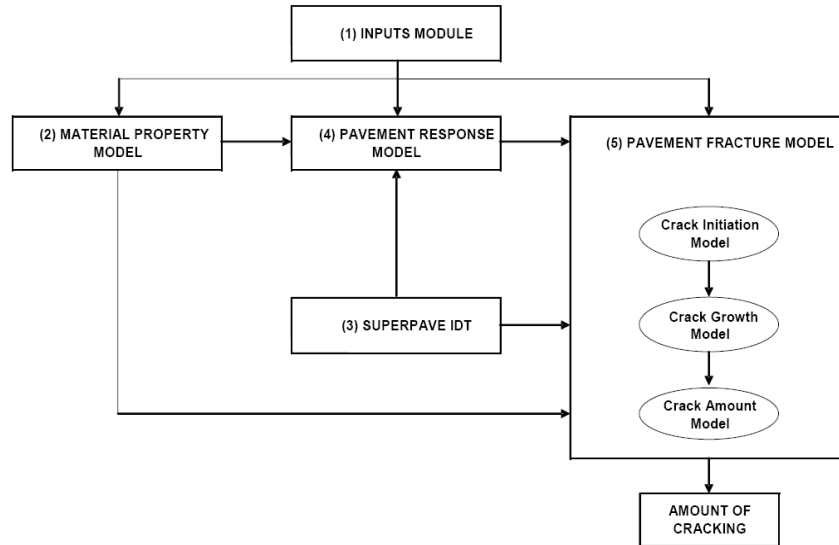 (1) INPUTS MODULE
(2) MATERIAL PROPERTY
MODEL
(4) PAVEMENT RESPONSE
MODEL
(5) PAVEMENT FRACTURE MODEL
Crack Initiation
Model
(3) SUPERPAVE IDT
Crack Growth
Model
Crack Amount
Model
AMOUNT OF
CRACKING